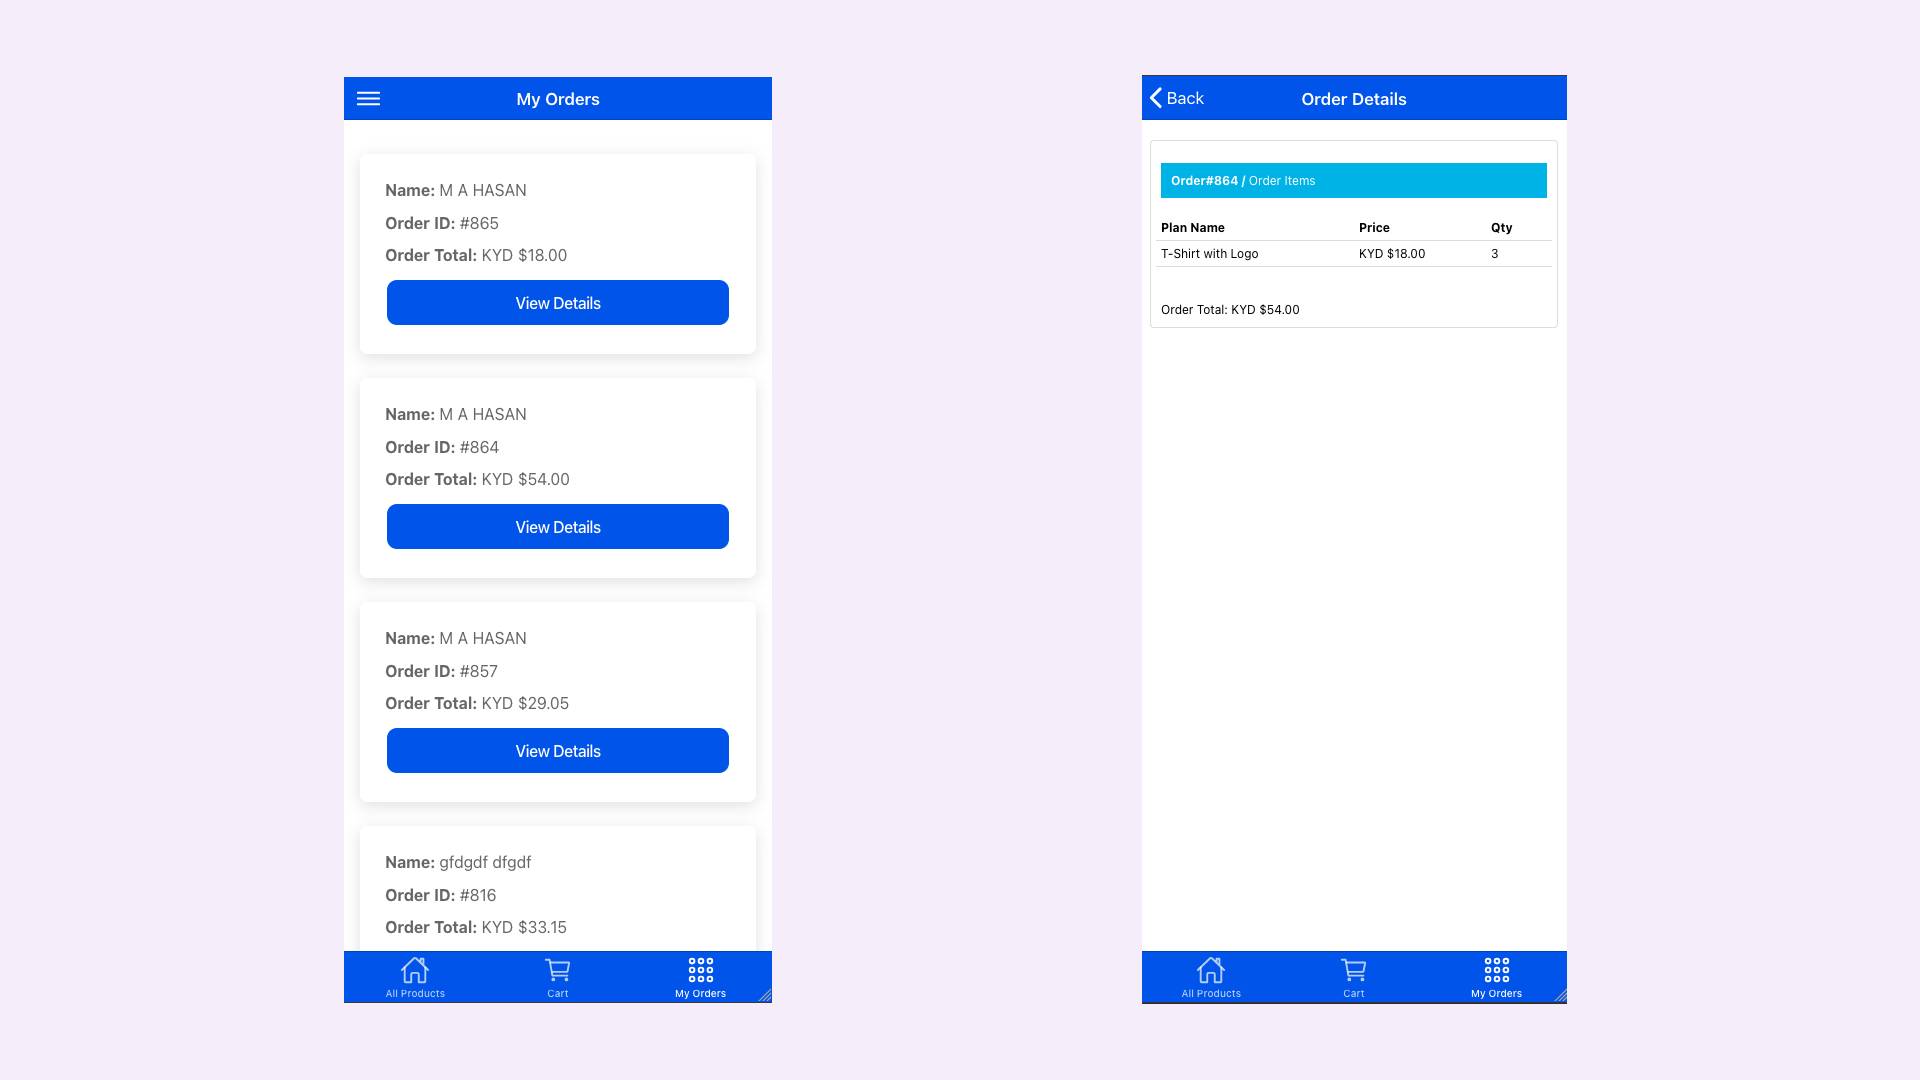 My Orders
Name: M A HASAN
Order ID: #865
Order Total: KYD $18.00
View Details
Name: M A HASAN
Order ID: #864
Order Total: KYD $54.00
View Details
Name: M A HASAN
Order ID: #857
Order Total: KYD $29.05
View Details
Name: gfdgdf dfgdf
Order ID: #816
Order Total: KYD $33.15
All Products Cart My Orders
Back Order Details
Order#864 / Order Items
Plan Name Price Qty
T-Shirt with Logo KYD $18.00 3
Order Total: KYD $54.00
All Products Cart My Orders